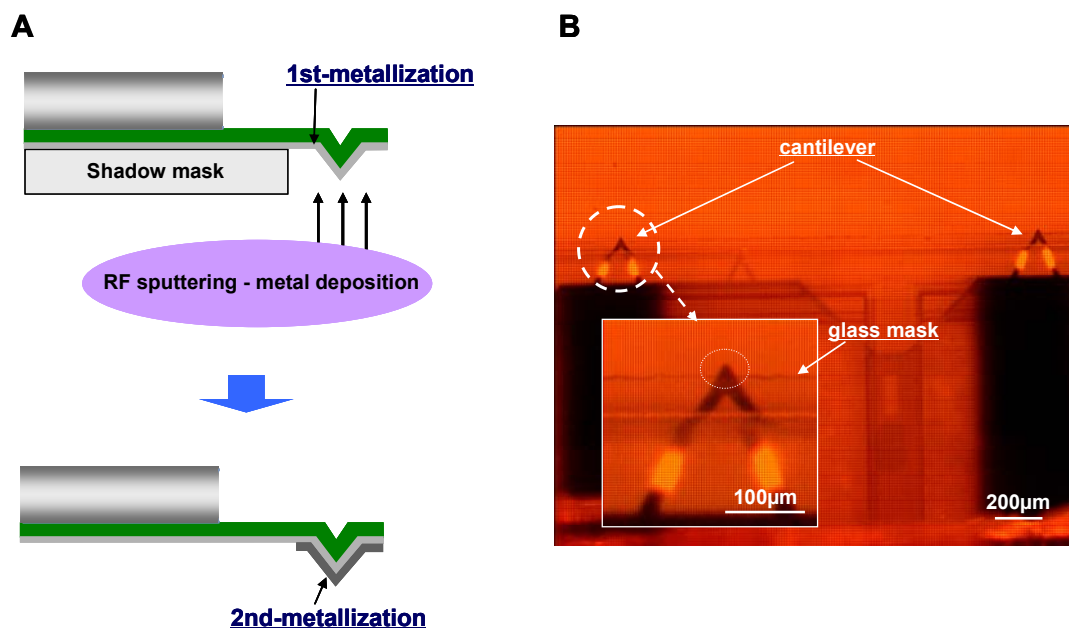 A
1st-metallization
Shadow mask
RF sputtering - metal deposition
2nd-metallization
B
cantilever
glass mask
100µm
200µm